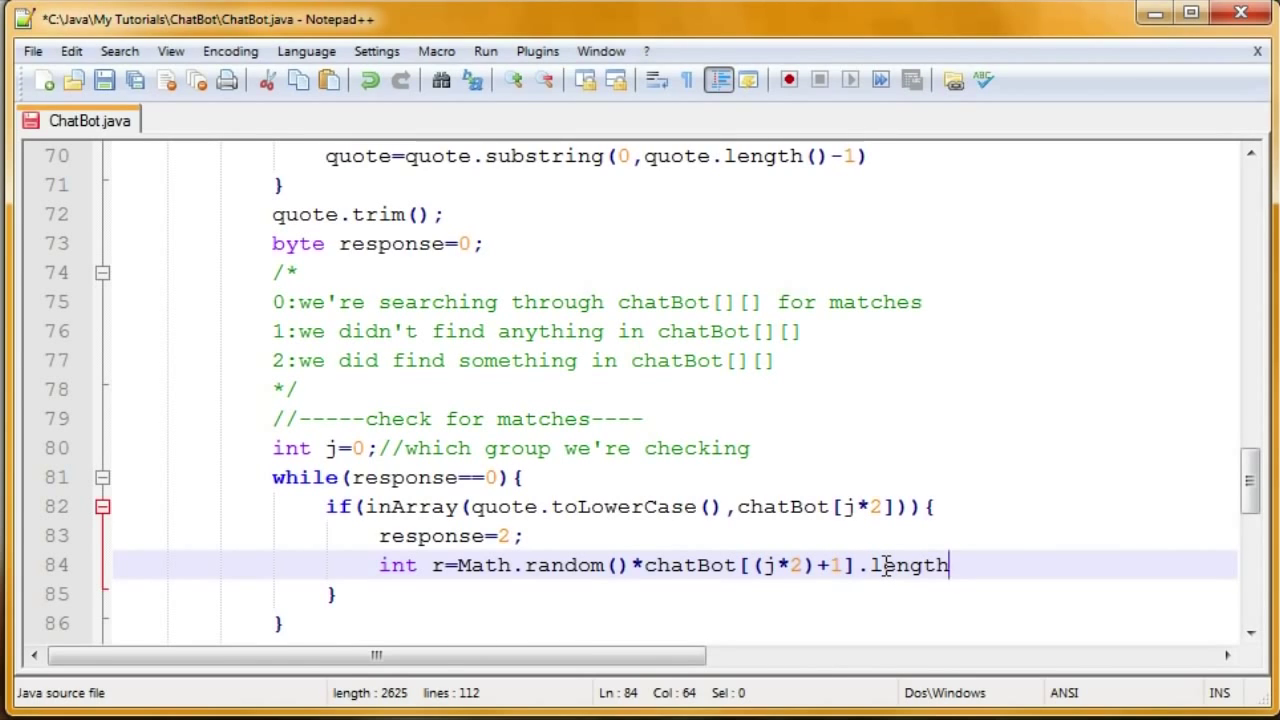 *C:\Java\My Tutorials\ChatBot\ChatBot.java - Notepad++
File Edit Search View Encoding Language Settings Macro Run Plugins Window ? X
ABC
ChatBot.java
70 quote=quote.substring(0,quote.length()-1)
71 }
72 quote.trim();
73 byte response=0;
74 /*
75 0:we're searching through chatBot[][] for matches
76 1:we didn't find anything in chatBot[][]
77 2:we did find something in chatBot[][]
78 */
79 //-----check for matches----
80 int j=0;//which group we're checking
81 while(response==0){
82 if(inArray(quote.toLowerCase(),chatBot[j*2])){
83 response=2;
84 int r=Math.random()*chatBot[(j*2)+1].length
85 }
86 }
Java source file length : 2625 lines : 112 Ln : 84 Col : 64 Sel : 0 Dos\Windows ANSI INS